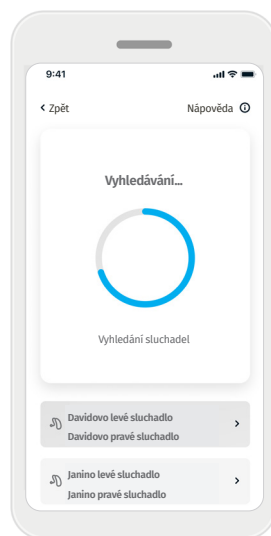 9:41
Zpět
Nápověda
Vyhledávání...
Vyhledání sluchadel
Davidovo levé sluchadlo
Davidovo pravé sluchadlo
Janino levé sluchadlo
Janino pravé sluchadlo